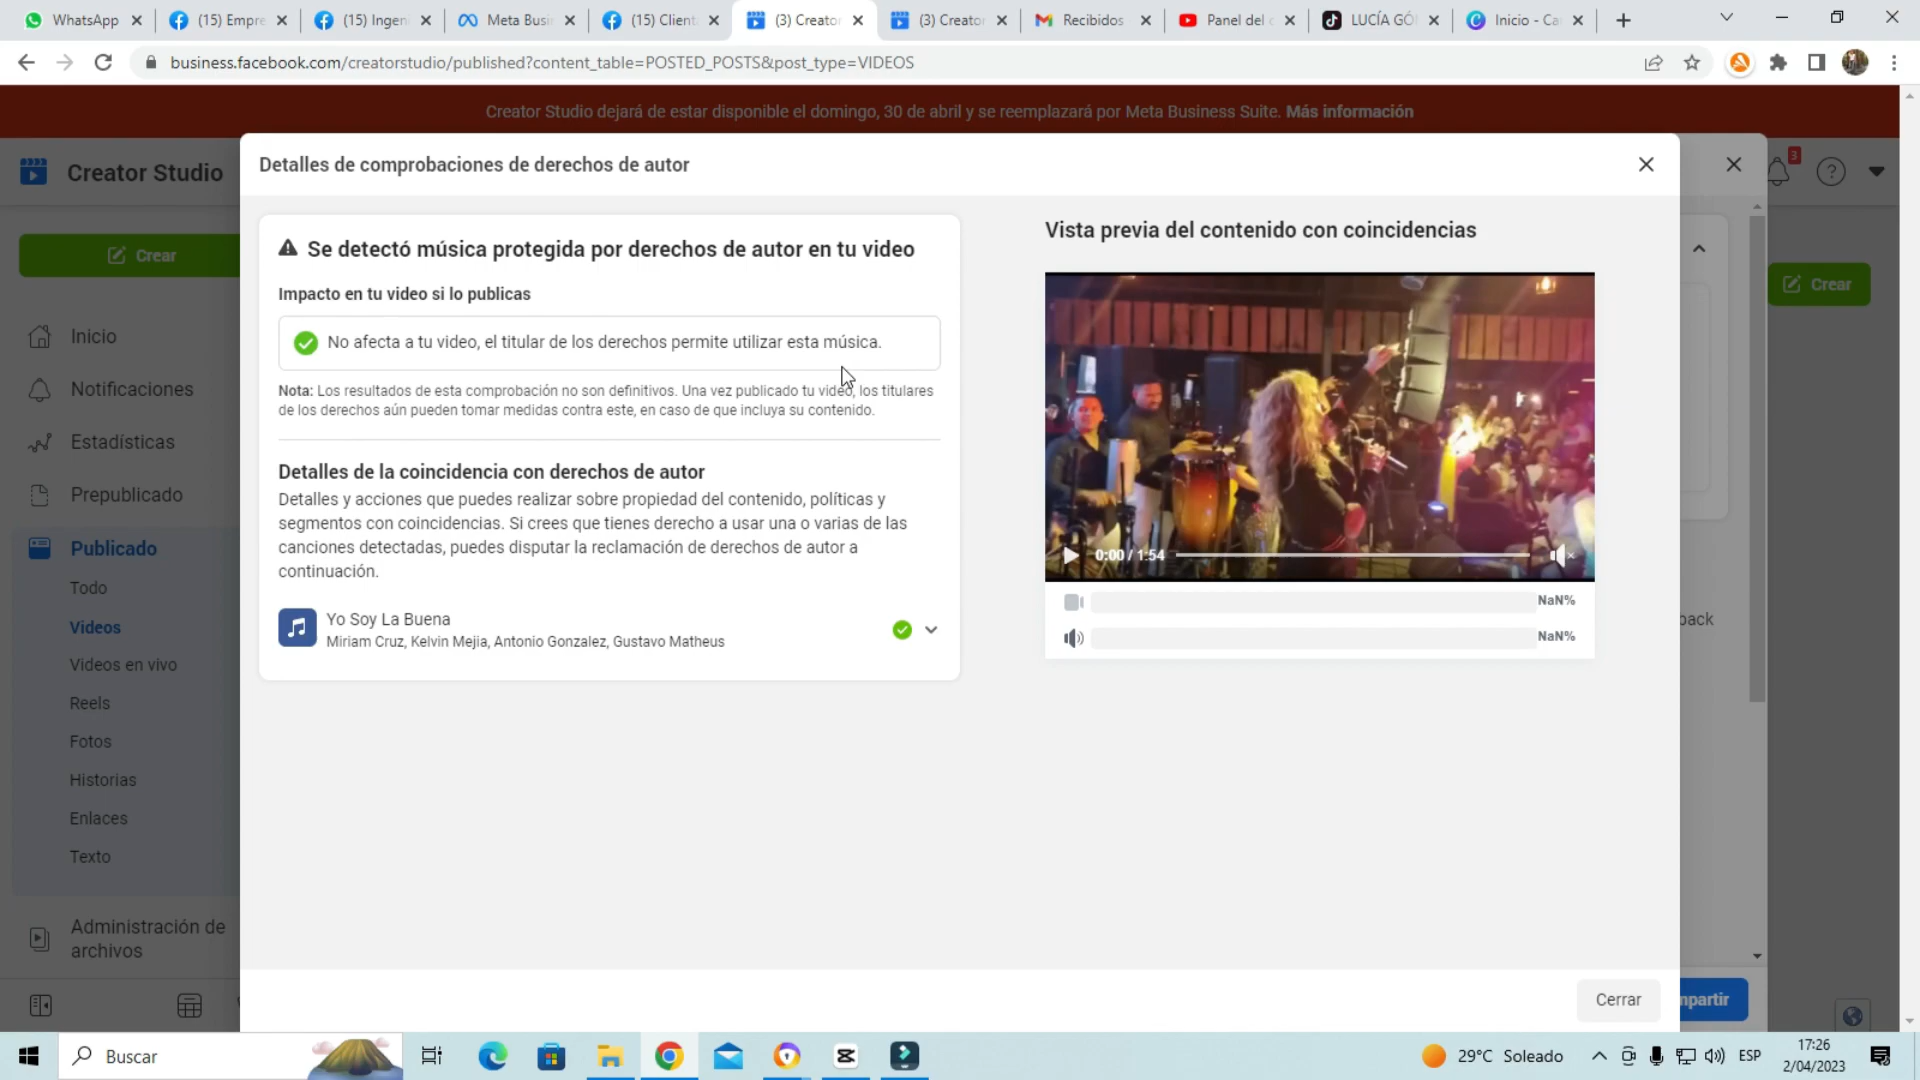 WhatsApp
(15) Empre
(15) Ingeni
Meta Busi
(15) Client
(3) Creator
(3) Creator
Recibidos
Panel del c
LUCÍA GÓ
Inicio - Ca
business.facebook.com/creatorstudio/published?content_table=POSTED_POSTS&post_type=VIDEOS
Creator Studio dejará de estar disponible el domingo, 30 de abril y se reemplazará por Meta Business Suite. Más información
Creator Studio
3
Crear
Inicio
Notificaciones
Estadísticas
Prepublicado
Publicado
Todo
Videos
Videos en vivo
Reels
Fotos
Historias
Enlaces
Texto
Administración de
archivos
Detalles de comprobaciones de derechos de autor
Se detectó música protegida por derechos de autor en tu video
Impacto en tu video si lo publicas
No afecta a tu video, el titular de los derechos permite utilizar esta música.
Nota: Los resultados de esta comprobación no son definitivos. Una vez publicado tu video, los titulares
de los derechos aún pueden tomar medidas contra este, en caso de que incluya su contenido.
Detalles de la coincidencia con derechos de autor
Detalles y acciones que puedes realizar sobre propiedad del contenido, políticas y
segmentos con coincidencias. Si crees que tienes derecho a usar una o varias de las
canciones detectadas, puedes disputar la reclamación de derechos de autor a
continuación.
Yo Soy La Buena
Miriam Cruz, Kelvin Mejia, Antonio Gonzalez, Gustavo Matheus
Vista previa del contenido con coincidencias
0:00 / 1:54
NaN%
NaN%
Crear
back
Cerrar
mpartir
Buscar
29°C Soleado
ESP
17:26
2/04/2023